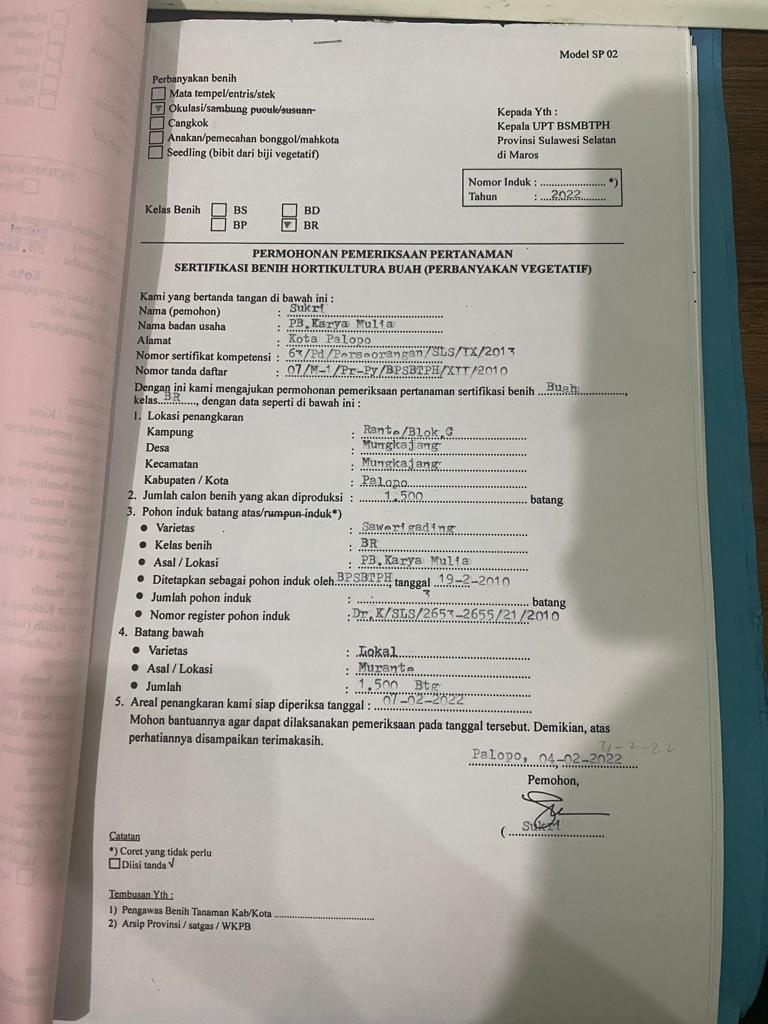 Model SP 02
Perbanyakan benih
Mata tempel/entris/stek
Okulasi/sambung pucuk/susuan
Cangkok
Anakan/pemecahan bonggol/mahkota
Seedling (bibit dari biji vegetatif)
Kepada Yth :
Kepala UPT BSMBTPH
Provinsi Sulawesi Selatan
di Maros
Nomor Induk : ...................... *)
Tahun : ....2022.........
Kelas Benih BS BD
BP BR
PERMOHONAN PEMERIKSAAN PERTANAMAN
SERTIFIKASI BENIH HORTIKULTURA BUAH (PERBANYAKAN VEGETATIF)
Kami yang bertanda tangan di bawah ini :
Nama (pemohon) : Sukri
Nama badan usaha : PB.Karya Mulia
Alamat : Kota Palopo
Nomor sertifikat kompetensi : 63/Pd/Perseorangan/SLS/IX/2013
Nomor tanda daftar : 07/M-1/Pr-Py/BPSBTPH/XII/2010
Dengan ini kami mengajukan permohonan pemeriksaan pertanaman sertifikasi benih ...Buah...,
kelas..BR......, dengan data seperti di bawah ini :
1. Lokasi penangkaran
Kampung : Rante/Blok.C
Desa : Mungkajang
Kecamatan : Mungkajang
Kabupaten / Kota : Palopo
2. Jumlah calon benih yang akan diproduksi : 1.500 batang
3. Pohon induk batang atas/rumpun induk*)
• Varietas : Sawerigading
• Kelas benih : BR
• Asal / Lokasi : PB.Karya Mulia
• Ditetapkan sebagai pohon induk oleh BPSBTPH, tanggal 19-2-2010
• Jumlah pohon induk : 3 batang
• Nomor register pohon induk : Dr.K/SLS/2653-2655/21/2010
4. Batang bawah
• Varietas : Lokal
• Asal / Lokasi : Murante
• Jumlah : 1.500 Btg
5. Areal penangkaran kami siap diperiksa tanggal : 07-02-2022
Mohon bantuannya agar dapat dilaksanakan pemeriksaan pada tanggal tersebut. Demikian, atas
perhatiannya disampaikan terimakasih.
Palopo, 04-02-2022
Pemohon,
( Sukri
Catatan
*) Coret yang tidak perlu
Diisi tanda √
Tembusan Yth :
1) Pengawas Benih Tanaman Kab/Kota ................................
2) Arsip Provinsi / satgas / WKPB